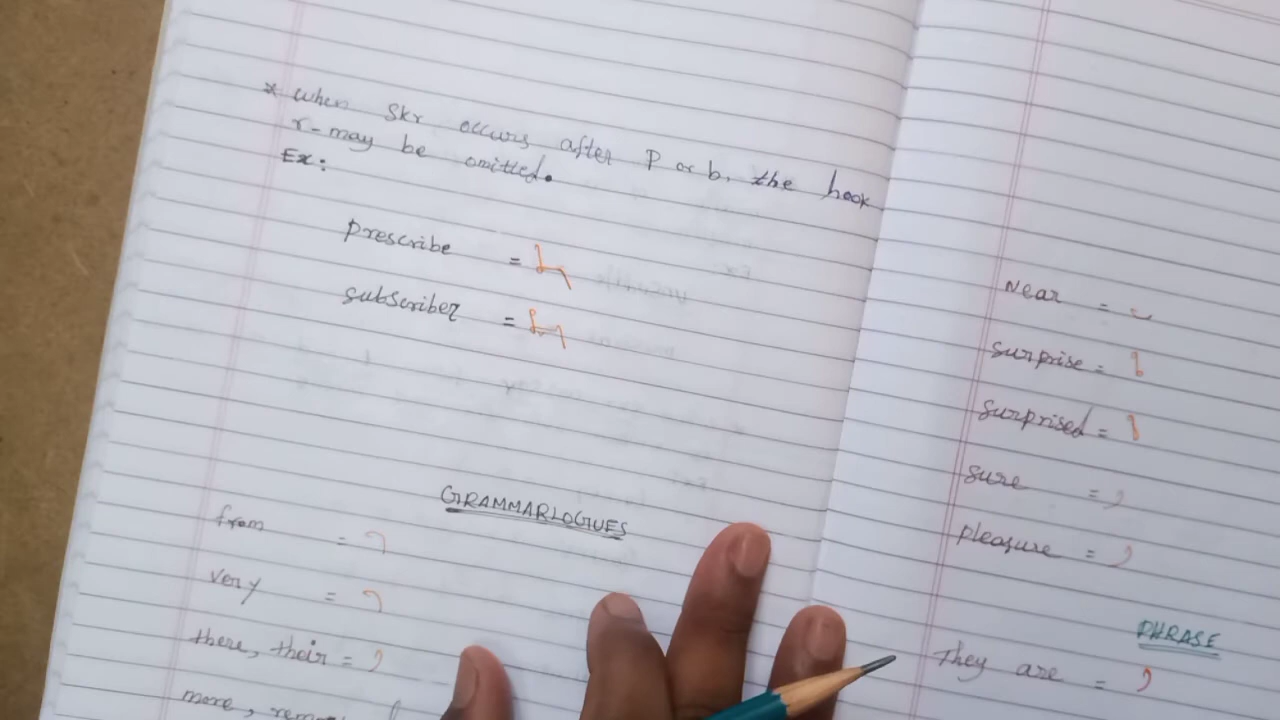 * When Skr occurs after P or b, the hook
r-may be omitted.
Ex:
prescribe =
subscriber =
GRAMMARLOGUES
from =
very =
there, their =
more,
Near =
surprise =
surprised =
sure =
pleasure =
PHRASE
They are =